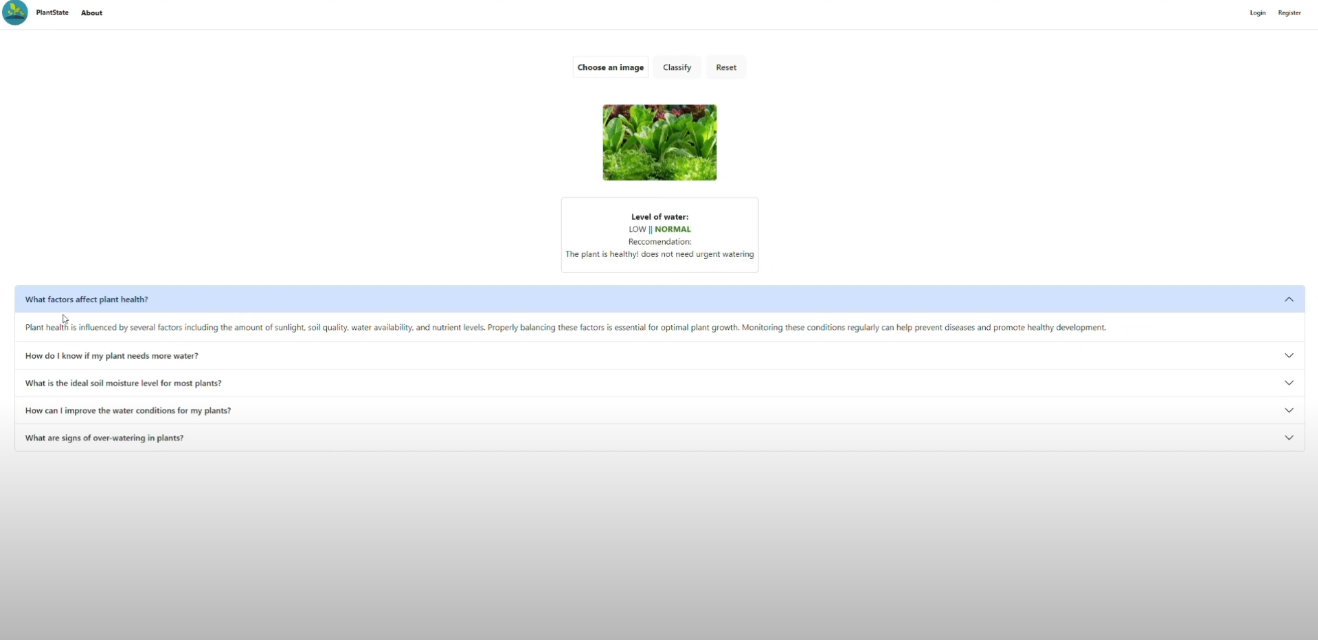 PlantState About Login Register
Choose an image Classify Reset
Level of water:
LOW || NORMAL
Reccomendation:
The plant is healthy! does not need urgent watering
What factors affect plant health?
Plant health is influenced by several factors including the amount of sunlight, soil quality, water availability, and nutrient levels. Properly balancing these factors is essential for optimal plant growth. Monitoring these conditions regularly can help prevent diseases and promote healthy development.
How do I know if my plant needs more water?
What is the ideal soil moisture level for most plants?
How can I improve the water conditions for my plants?
What are signs of over-watering in plants?